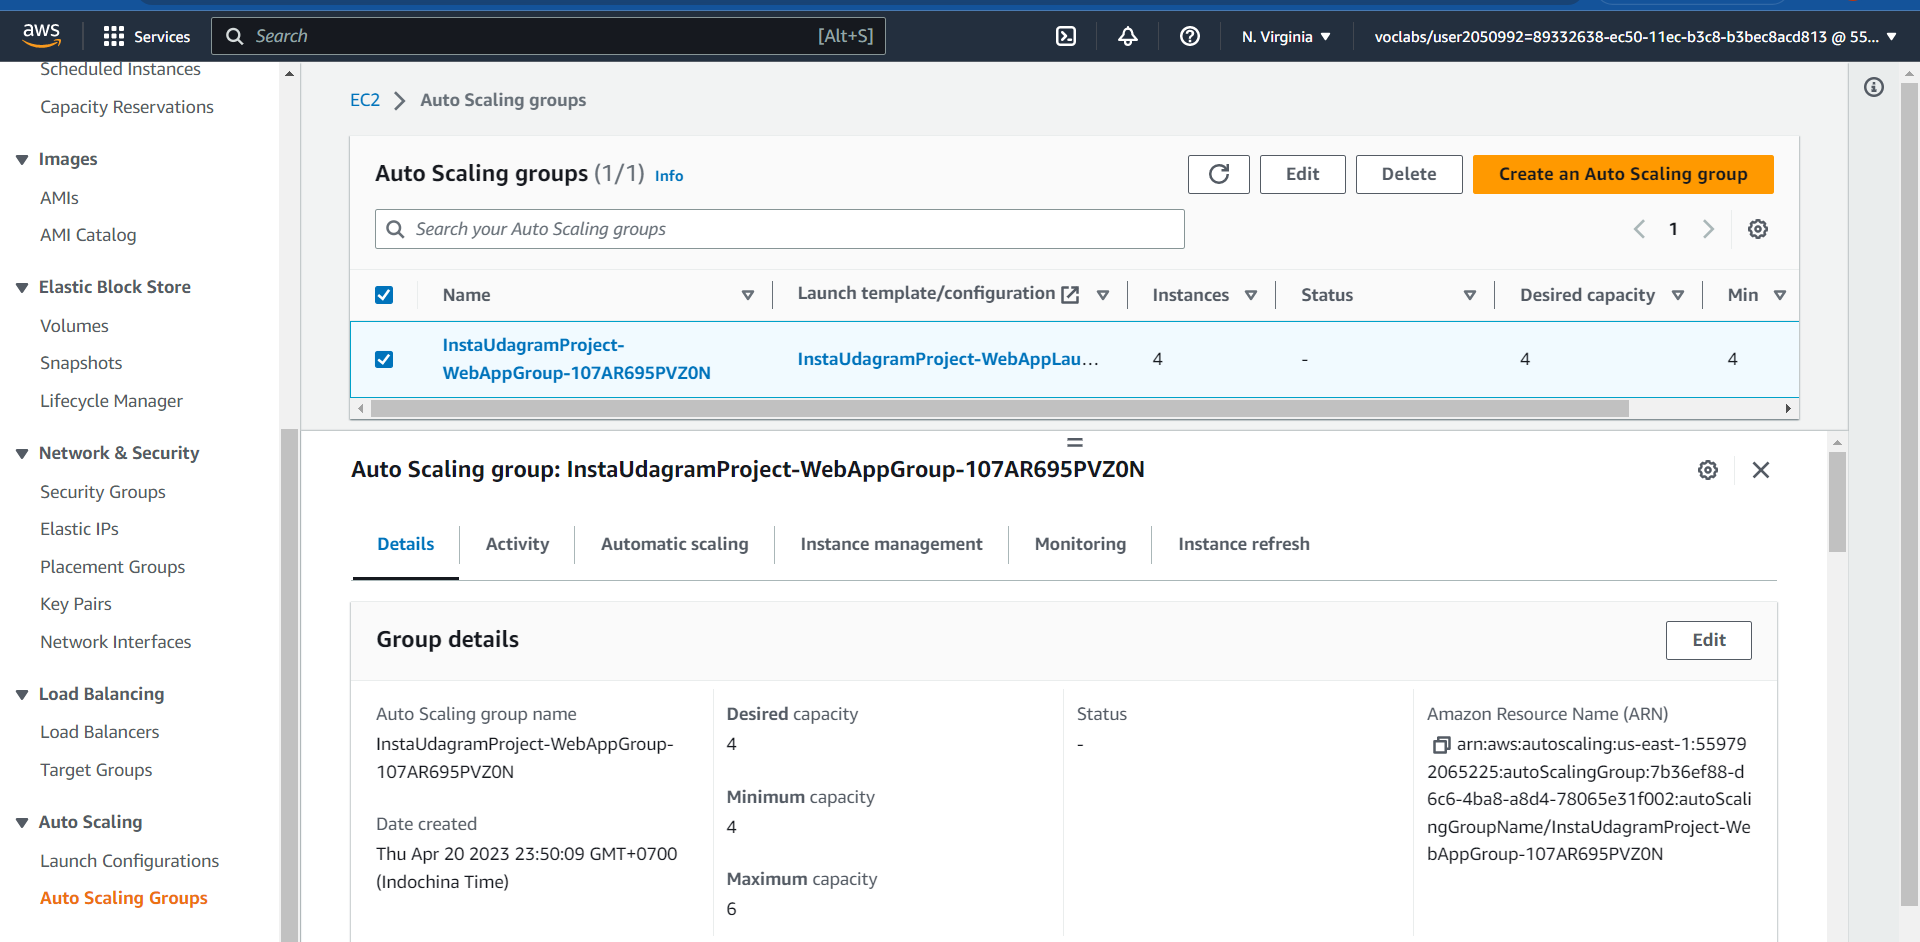 aws
Services
Search
[Alt+S]
N. Virginia
voclabs/user2050992=89332638-ec50-11ec-b3c8-b3bec8acd813 @ 55...
Scheduled Instances
Capacity Reservations
Images
AMIs
AMI Catalog
Elastic Block Store
Volumes
Snapshots
Lifecycle Manager
Network & Security
Security Groups
Elastic IPs
Placement Groups
Key Pairs
Network Interfaces
Load Balancing
Load Balancers
Target Groups
Auto Scaling
Launch Configurations
Auto Scaling Groups
EC2
Auto Scaling groups
Auto Scaling groups (1/1) Info
Edit
Delete
Create an Auto Scaling group
Search your Auto Scaling groups
1
Name
Launch template/configuration
Instances
Status
Desired capacity
Min
InstaUdagramProject-
WebAppGroup-107AR695PVZ0N
InstaUdagramProject-WebAppLau...
4
-
4
4
Auto Scaling group: InstaUdagramProject-WebAppGroup-107AR695PVZ0N
Details
Activity
Automatic scaling
Instance management
Monitoring
Instance refresh
Group details
Edit
Auto Scaling group name
InstaUdagramProject-WebAppGroup-
107AR695PVZ0N
Date created
Thu Apr 20 2023 23:50:09 GMT+0700
(Indochina Time)
Desired capacity
4
Minimum capacity
4
Maximum capacity
6
Status
-
Amazon Resource Name (ARN)
arn:aws:autoscaling:us-east-1:55979
2065225:autoScalingGroup:7b36ef88-d
6c6-4ba8-a8d4-78065e31f002:autoScali
ngGroupName/InstaUdagramProject-We
bAppGroup-107AR695PVZ0N